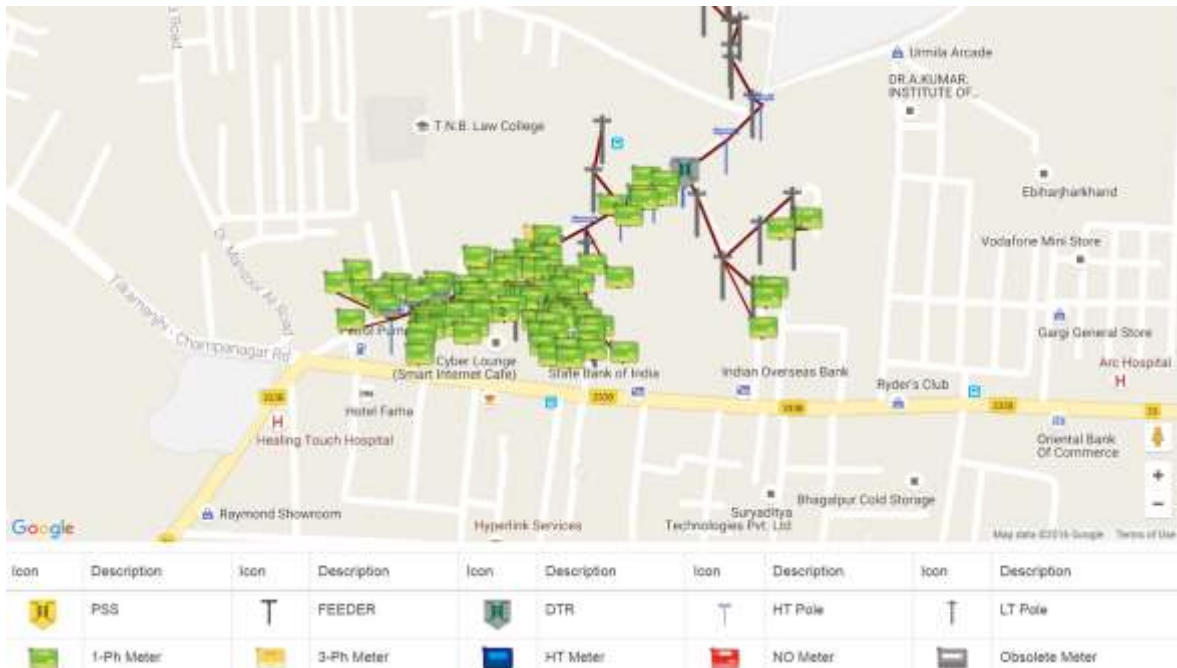 Urmila Arcade
DR.A.KUMAR.
INSTITUTE OF..
T.N.B. Law College
Ebiharjharkhand
Vodafone Mini Store
Dr. Manzoor Ali Road
Tilkamanjhi - Champanagar Rd
Gargi General Store
Cyber Lounge
(Smart Internet Cafe)
State Bank of India
Indian Overseas Bank
Arc Hospital
Ryder's Club
Hotel Farha
Healing Touch Hospital
Oriental Bank
Of Commerce
Bhagalpur Cold Storage
Raymond Showroom
Suryaditya
Technologies Pvt. Ltd
Hyperlink Services
Google
Map data ©2016 Google
Terms of Use
Icon Description Icon Description Icon Description Icon Description Icon Description
PSS FEEDER DTR HT Pole LT Pole
1-Ph Meter 3-Ph Meter HT Meter NO Meter Obsolete Meter